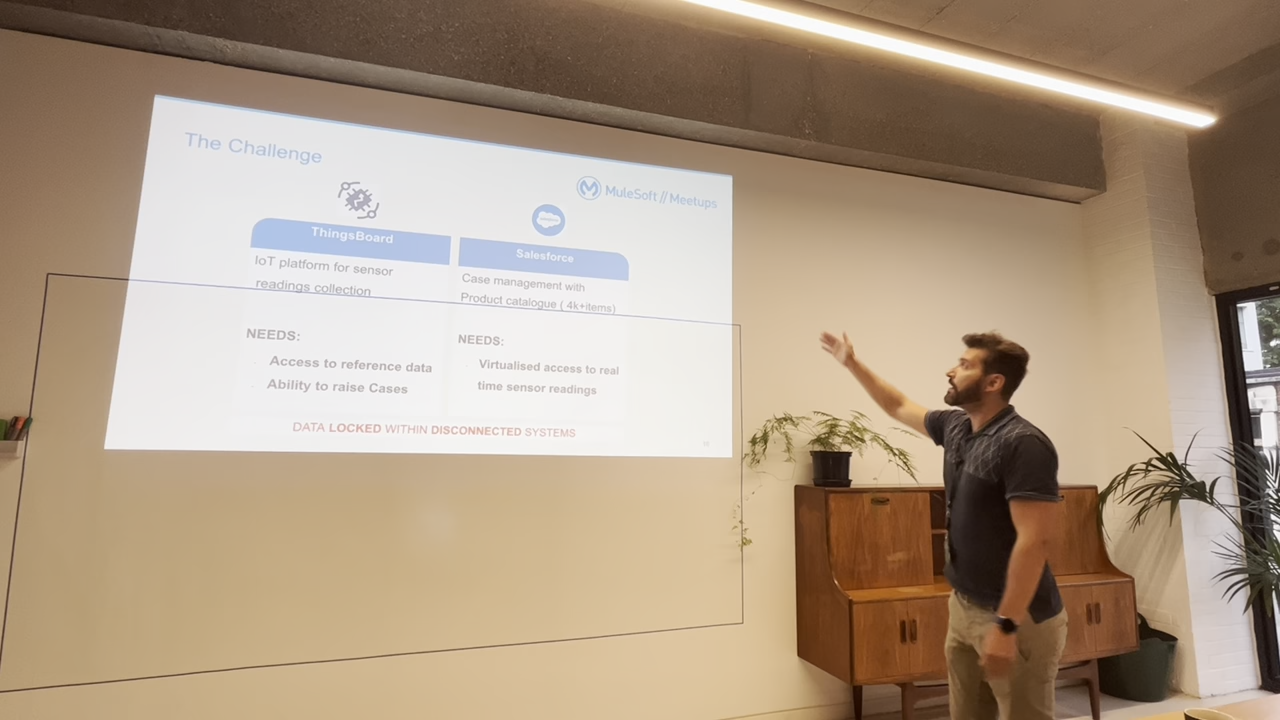 The Challenge
MuleSoft // Meetups
ThingsBoard
IoT platform for sensor
readings collection
NEEDS:
Access to reference data
Ability to raise Cases
Salesforce
Case management with
Product catalogue ( 4k+items)
NEEDS:
Virtualised access to real
time sensor readings
DATA LOCKED WITHIN DISCONNECTED SYSTEMS